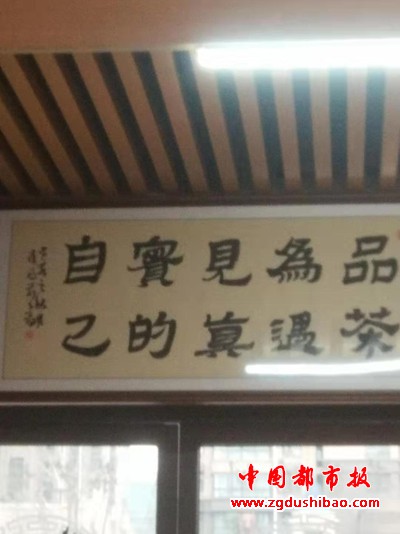 品茶
為遇
見真
實的
自己
中国都市报
www.zgdushibao.com